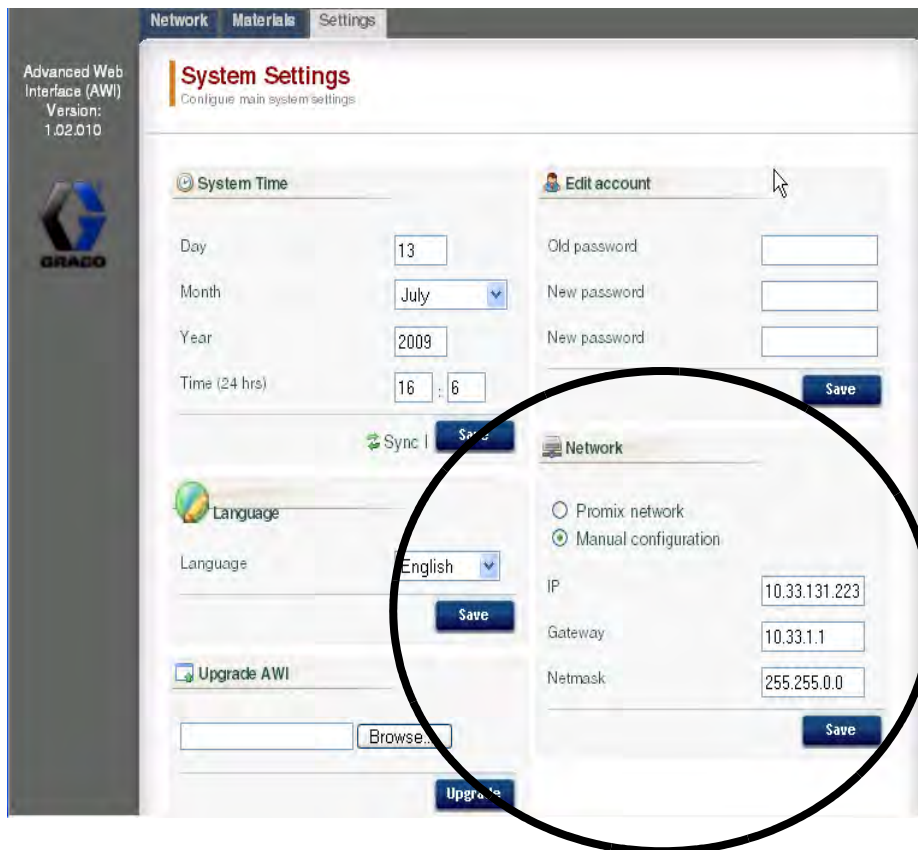 Network Materials Settings
Advanced Web
Interface (AWI)
Version:
1.02.010
GRACO
System Settings
Configure main system settings
System Time
Day 13
Month July
Year 2009
Time (24 hrs) 16 : 6
Sync | Save
Language
Language English
Save
Upgrade AWI
Browse...
Upgrade
Edit account
Old password
New password
New password
Save
Network
Promix network
Manual configuration
IP 10.33.131.223
Gateway 10.33.1.1
Netmask 255.255.0.0
Save